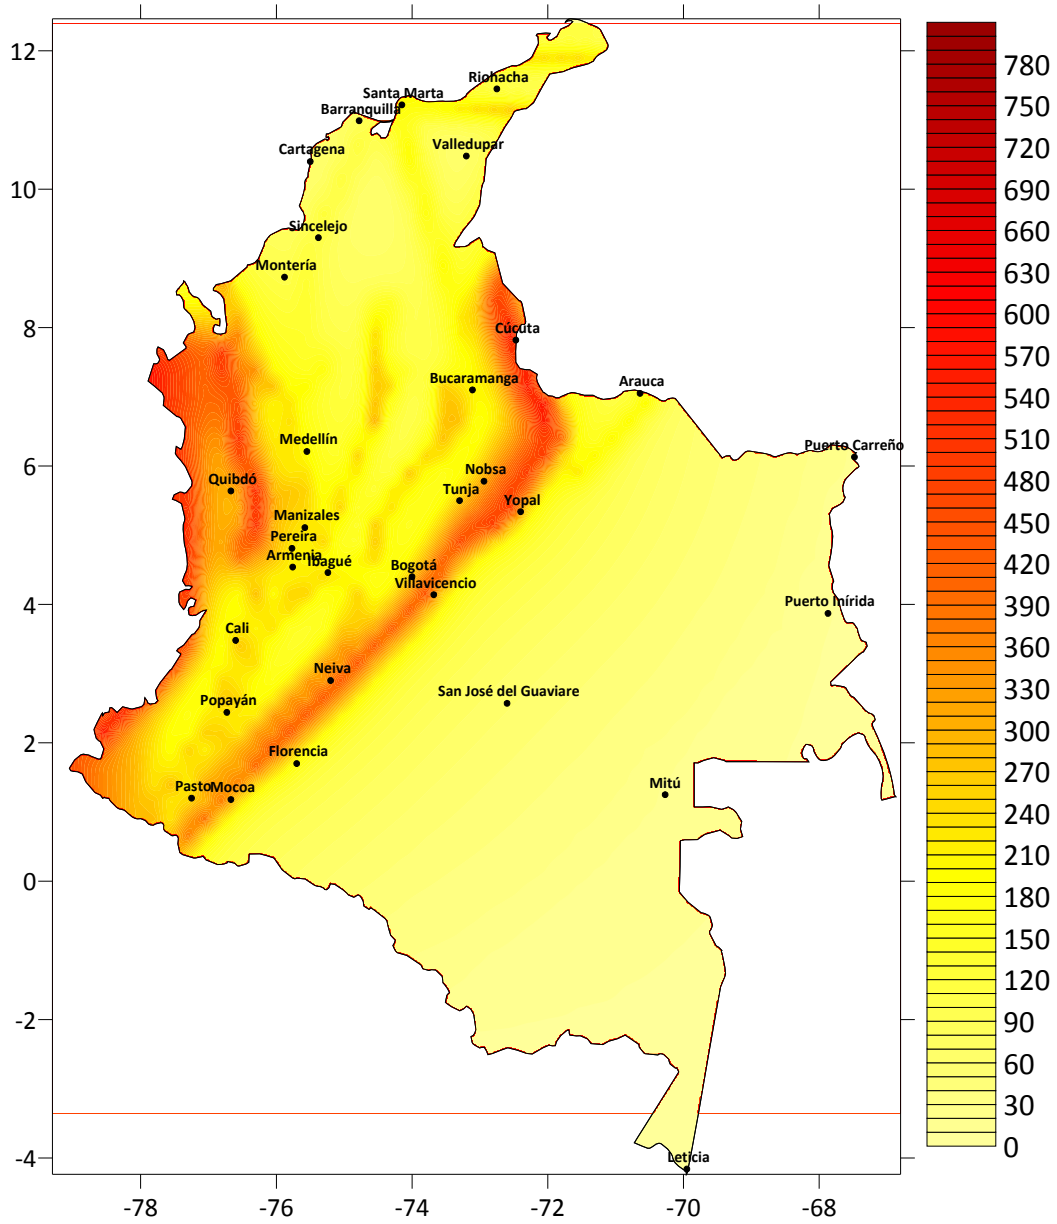 12
10
8
6
4
2
0
-2
-4
-78
-76
-74
-72
-70
-68
Riohacha
Santa Marta
Barranquilla
Cartagena
Valledupar
Sincelejo
Montería
Cúcuta
Bucaramanga
Arauca
Medellín
Puerto Carreño
Quibdó
Nobsa
Tunja
Yopal
Manizales
Pereira
Armenia
Ibagué
Bogotá
Villavicencio
Puerto Inírida
Cali
Neiva
San José del Guaviare
Popayán
Florencia
Pasto
Mocoa
Mitú
Leticia
780
750
720
690
660
630
600
570
540
510
480
450
420
390
360
330
300
270
240
210
180
150
120
90
60
30
0